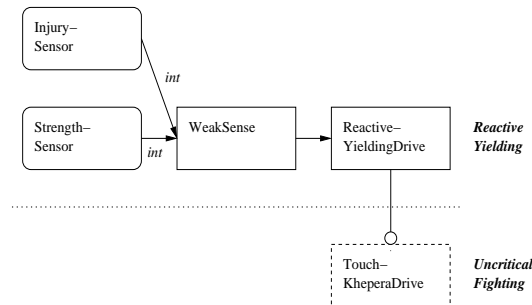 Injury–
Sensor
int
Strength–
Sensor
int
WeakSense
Reactive–
YieldingDrive
Reactive
Yielding
Touch–
KheperaDrive
Uncritical
Fighting